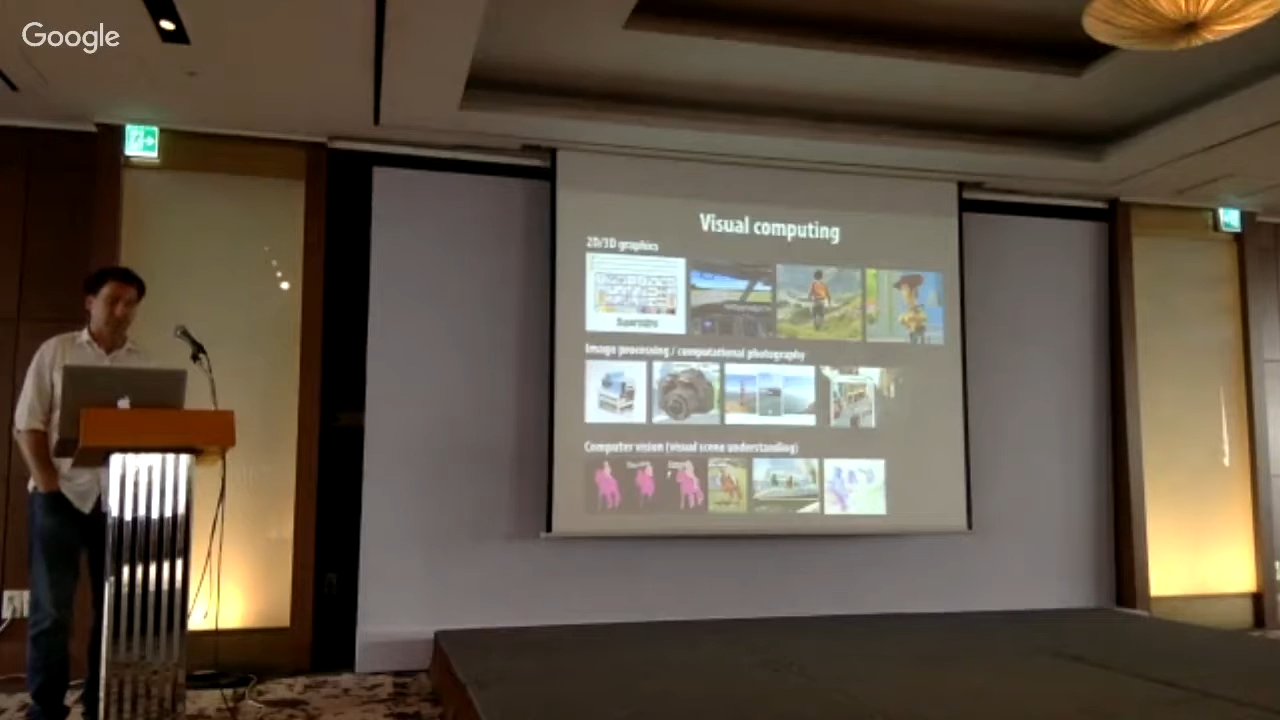 Google
Visual computing
2D/3D graphics
Image processing / computational photography
Computer vision (visual scene understanding)